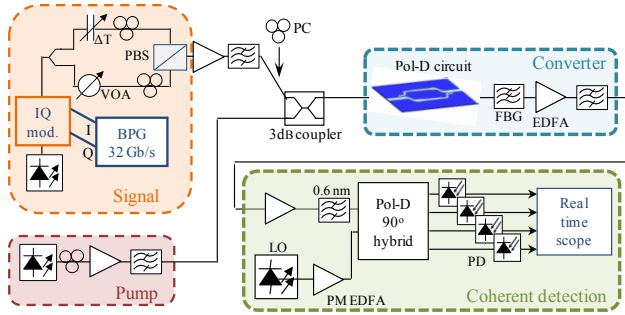 ΔT
PBS
VOA
IQ
mod.
I
Q
BPG
32 Gb/s
Signal
PC
3dB coupler
Pol-D circuit
Converter
FBG
EDFA
Pump
0.6 nm
Pol-D
90°
hybrid
LO
PM EDFA
PD
Real
time
scope
Coherent detection